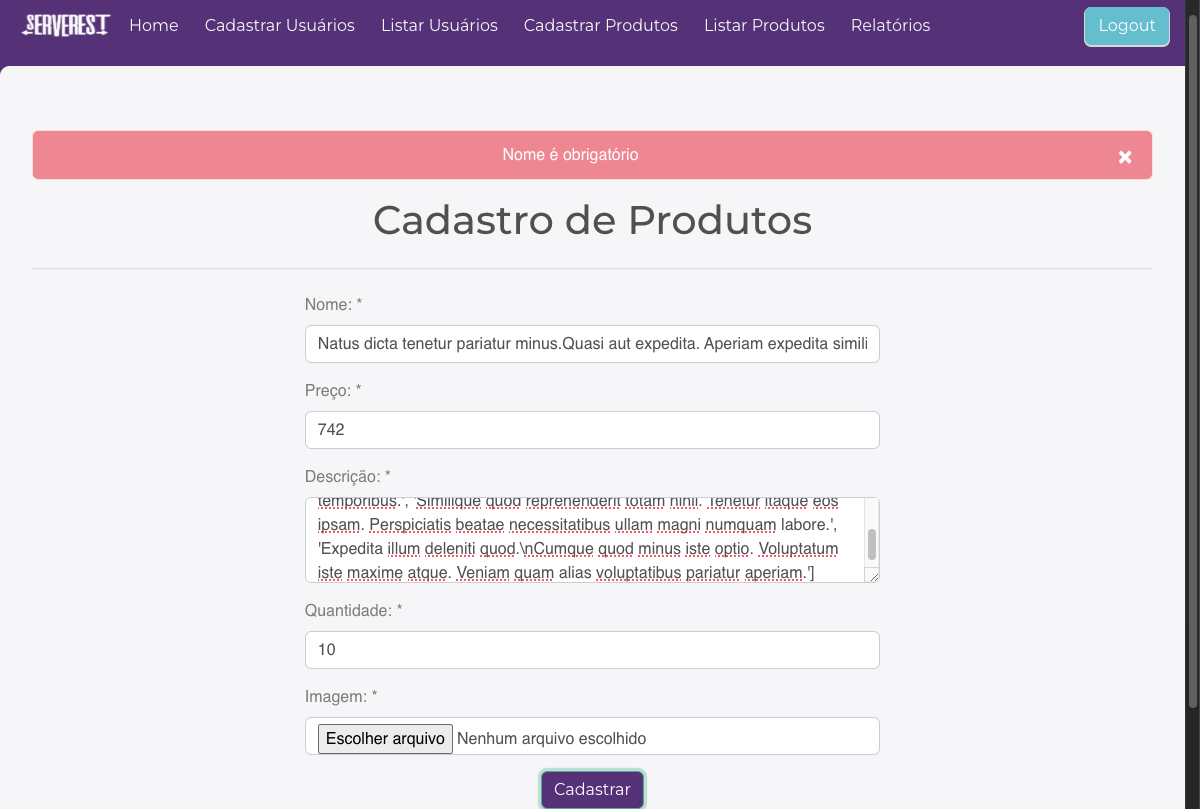 SERVEREST Home Cadastrar Usuários Listar Usuários Cadastrar Produtos Listar Produtos Relatórios Logout
Nome é obrigatório ×
Cadastro de Produtos
Nome: *
Natus dicta tenetur pariatur minus.Quasi aut expedita. Aperiam expedita simili
Preço: *
742
Descrição: *
temporibus.', 'Similique quod reprehenderit totam nihil. Tenetur itaque eos
ipsam. Perspiciatis beatae necessitatibus ullam magni numquam labore.',
'Expedita illum deleniti quod.\nCumque quod minus iste optio. Voluptatum
iste maxime atque. Veniam quam alias voluptatibus pariatur aperiam.']
Quantidade: *
10
Imagem: *
Escolher arquivo Nenhum arquivo escolhido
Cadastrar